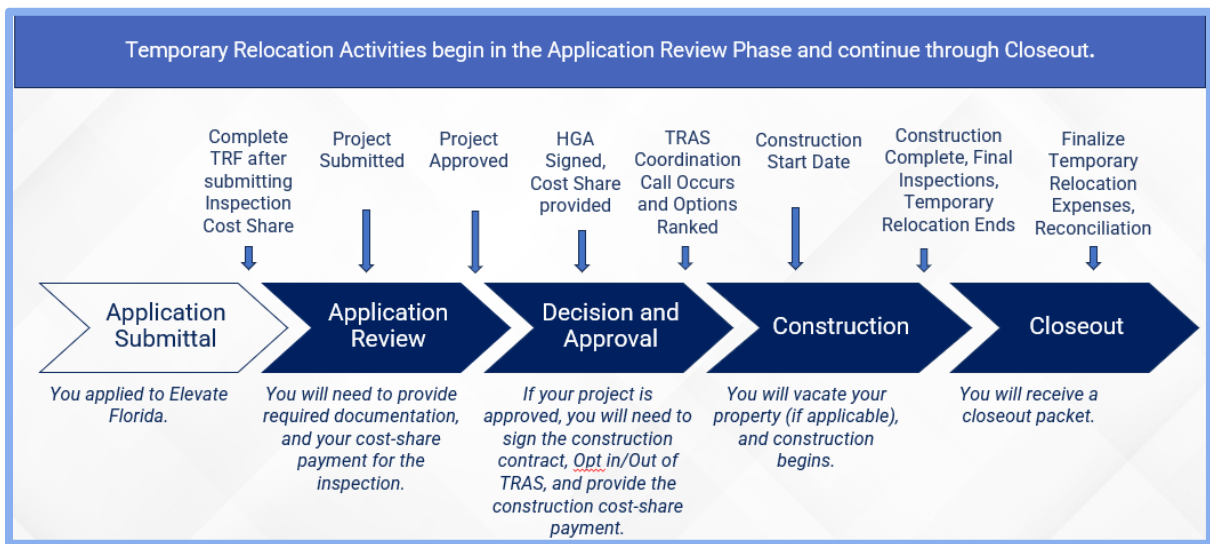 Temporary Relocation Activities begin in the Application Review Phase and continue through Closeout.
Complete
TRF after
submitting
Inspection
Cost Share
Project
Submitted
Project
Approved
HGA
Signed,
Cost Share
provided
TRAS
Coordination
Call Occurs
and Options
Ranked
Construction
Start Date
Construction
Complete, Final
Inspections,
Temporary
Relocation Ends
Finalize
Temporary
Relocation
Expenses,
Reconciliation
Application
Submittal
Application
Review
Decision and
Approval
Construction
Closeout
You applied to Elevate
Florida.
You will need to provide
required documentation,
and your cost-share
payment for the
inspection.
If your project is
approved, you will need to
sign the construction
contract, Opt in/Out of
TRAS, and provide the
construction cost-share
payment.
You will vacate your
property (if applicable),
and construction
begins.
You will receive a
closeout packet.